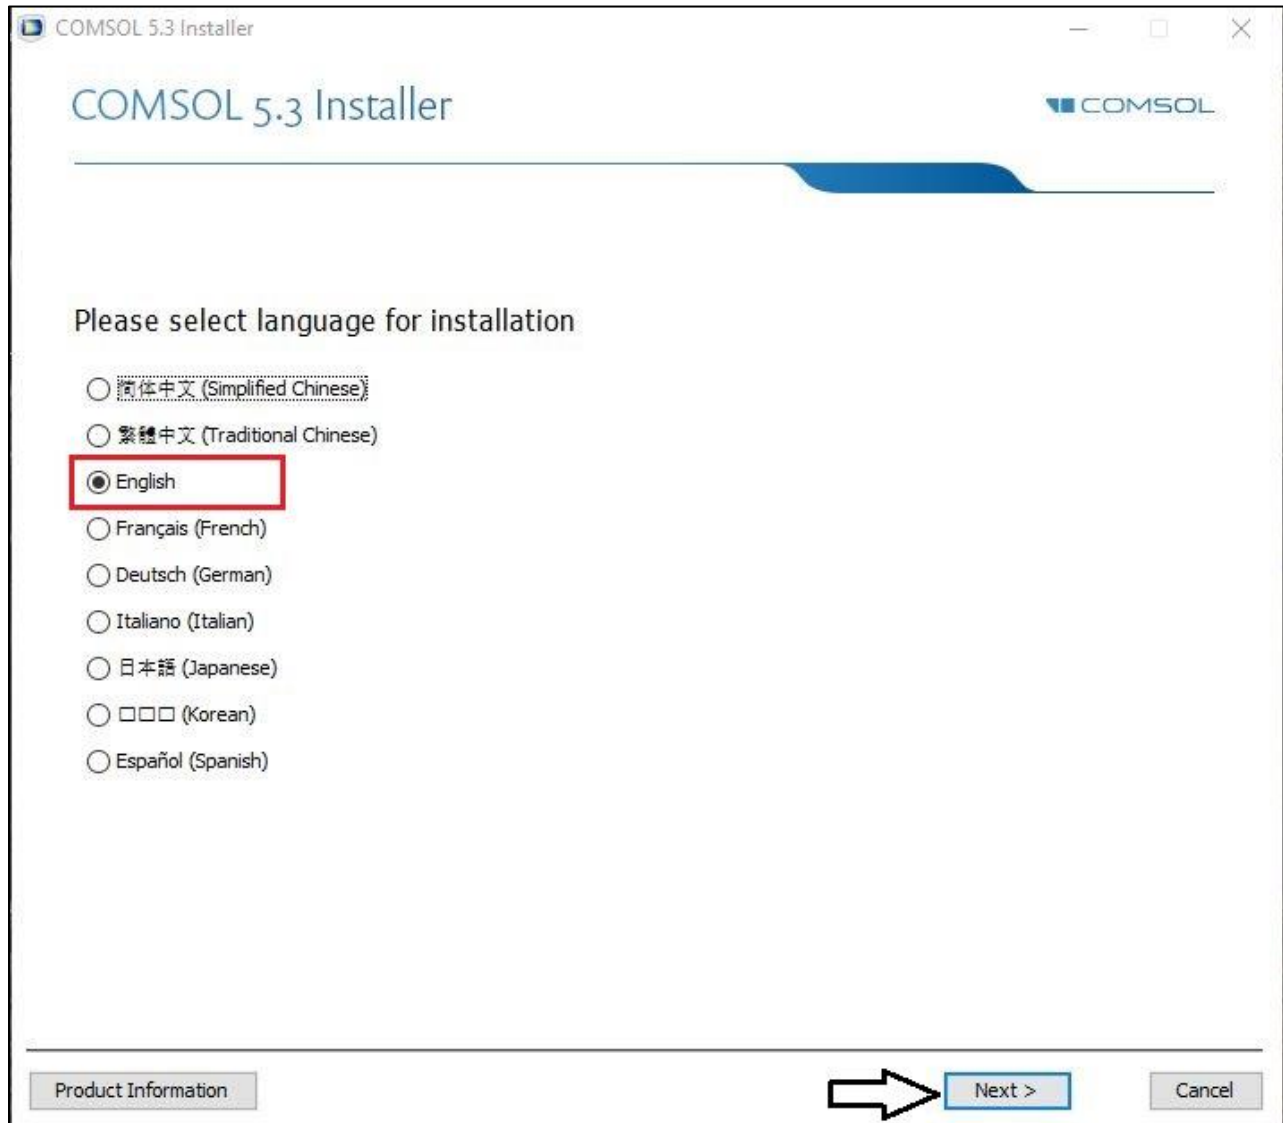 COMSOL 5.3 Installer
COMSOL 5.3 Installer
COMSOL
Please select language for installation
简体中文 (Simplified Chinese)
繁體中文 (Traditional Chinese)
English
Français (French)
Deutsch (German)
Italiano (Italian)
日本語 (Japanese)
□□□ (Korean)
Español (Spanish)
Product Information
Next >
Cancel